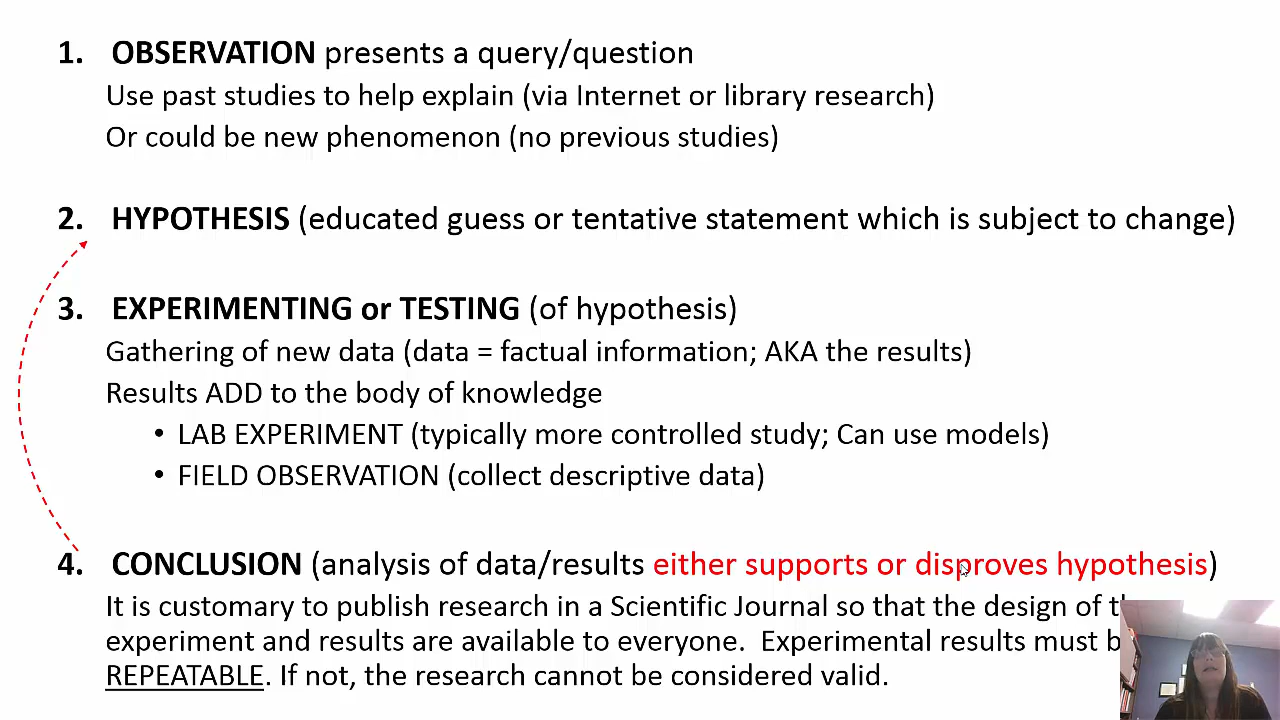 1. OBSERVATION presents a query/question
Use past studies to help explain (via Internet or library research)
Or could be new phenomenon (no previous studies)
2. HYPOTHESIS (educated guess or tentative statement which is subject to change)
3. EXPERIMENTING or TESTING (of hypothesis)
Gathering of new data (data = factual information; AKA the results)
Results ADD to the body of knowledge
• LAB EXPERIMENT (typically more controlled study; Can use models)
• FIELD OBSERVATION (collect descriptive data)
4. CONCLUSION (analysis of data/results either supports or disproves hypothesis)
It is customary to publish research in a Scientific Journal so that the design of
experiment and results are available to everyone. Experimental results must
REPEATABLE. If not, the research cannot be considered valid.